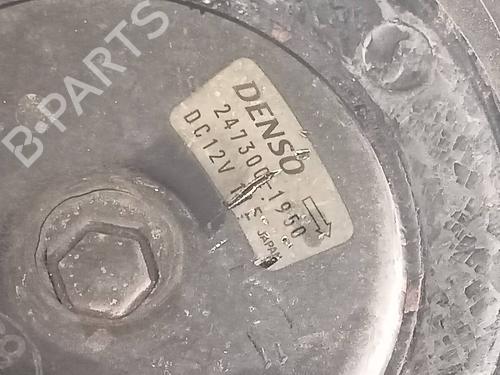 B-PARTS
DENSO
247300-1950
DC12V
JAPAN